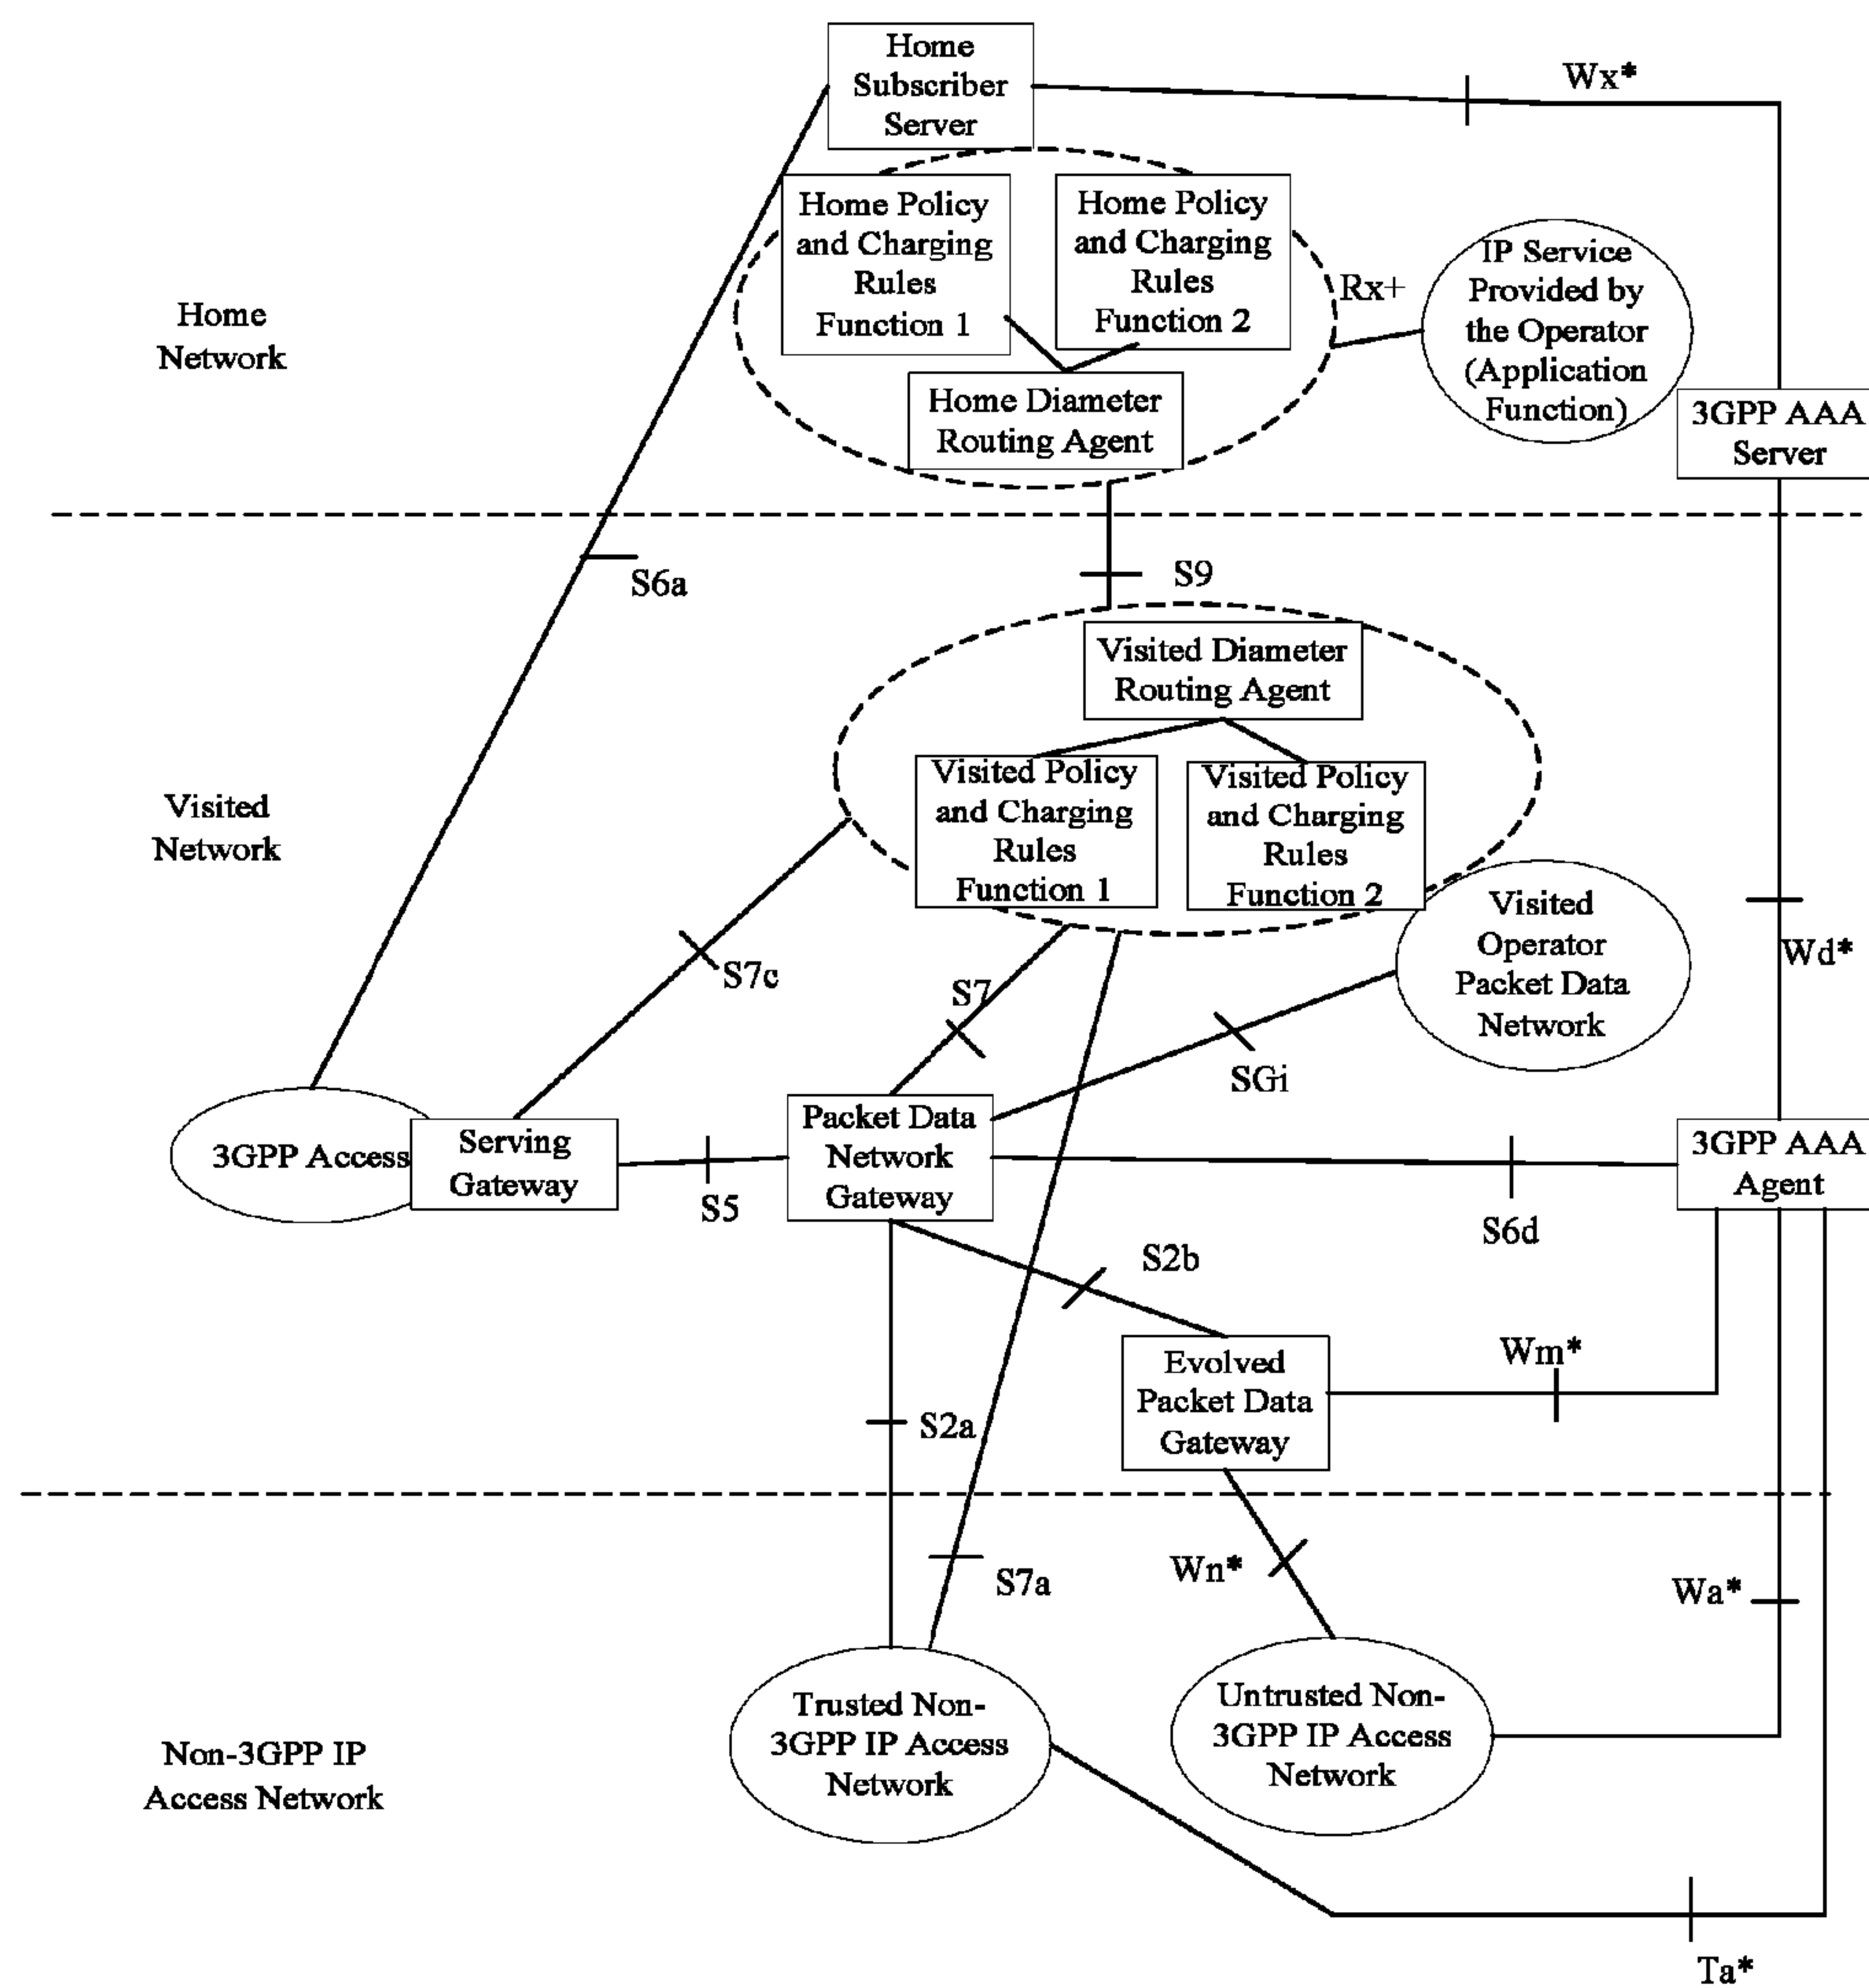 Home
Subscriber
Server
Wx*
Home Policy
and Charging
Rules
Function 1
Home Policy
and Charging
Rules
Function 2
Rx+
IP Service
Provided by
the Operator
(Application
Function)
Home
Network
Home Diameter
Routing Agent
3GPP AAA
Server
S6a
S9
Visited Diameter
Routing Agent
Visited
Network
Visited Policy
and Charging
Rules
Function 1
Visited Policy
and Charging
Rules
Function 2
Visited
Operator
Packet Data
Network
Wd*
S7c
S7
SGi
3GPP Access
Serving
Gateway
S5
Packet Data
Network
Gateway
S6d
3GPP AAA
Agent
S2b
Evolved
Packet Data
Gateway
Wm*
S2a
S7a
Wn*
Wa*
Non-3GPP IP
Access Network
Trusted Non-
3GPP IP Access
Network
Untrusted Non-
3GPP IP Access
Network
Ta*